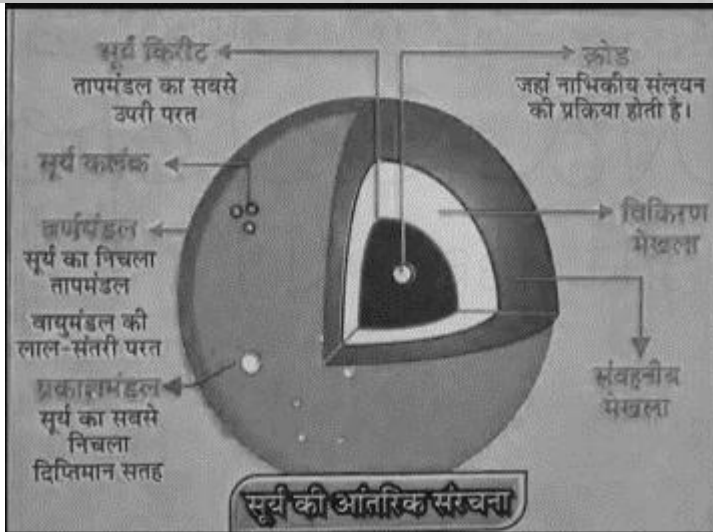 सूर्य किरीट
तापमंडल का सबसे
उपरी परत
क्रोड
जहां नाभिकीय संलयन
की प्रक्रिया होती है।
सूर्य कलंक
वर्णमंडल
सूर्य का निचला
तापमंडल
वायुमंडल की
लाल-संतरी परत
विकिरण
मेखला
प्रकाशमंडल
सूर्य का सबसे
निचला
दिप्तिमान सतह
संवहनीय
मेखला
सूर्य की आंतरिक संरचना